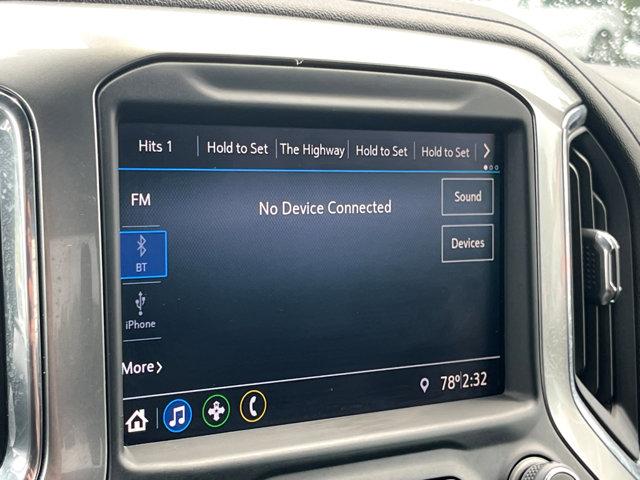 Hits 1 Hold to Set The Highway Hold to Set Hold to Set
FM
No Device Connected
Sound
BT
Devices
iPhone
More
78° 2:32